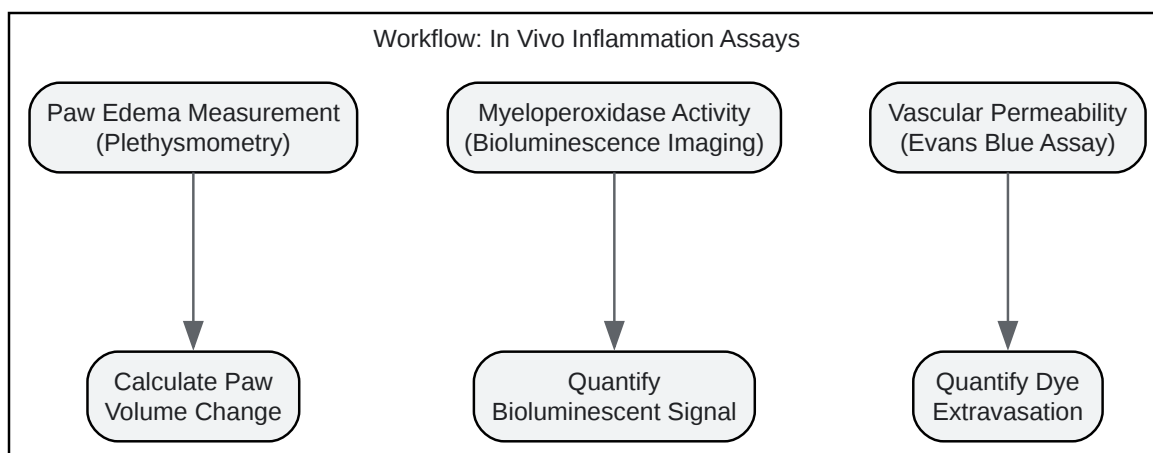 Workflow: In Vivo Inflammation Assays
Paw Edema Measurement
(Plethysmometry)
Myeloperoxidase Activity
(Bioluminescence Imaging)
Vascular Permeability
(Evans Blue Assay)
Calculate Paw
Volume Change
Quantify
Bioluminescent Signal
Quantify Dye
Extravasation